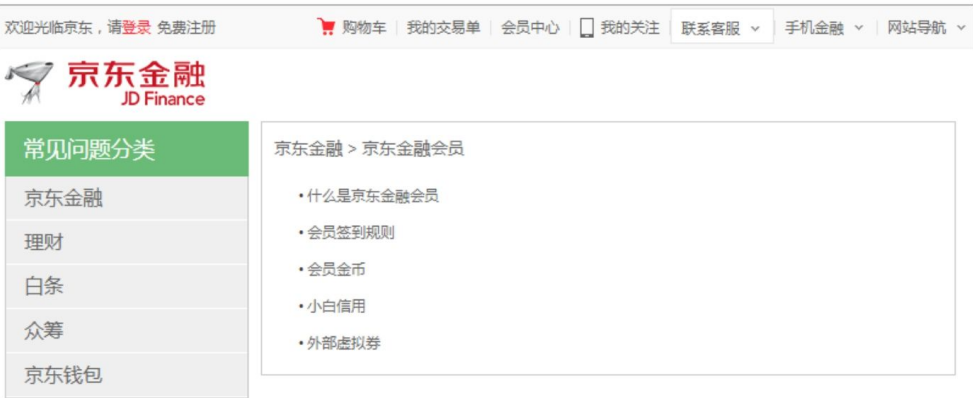 欢迎光临京东，请登录 免费注册 购物车 我的交易单 会员中心 我的关注 联系客服 手机金融 网站导航
京东金融
JD Finance
常见问题分类
京东金融 > 京东金融会员
京东金融
理财
白条
众筹
京东钱包
•什么是京东金融会员
•会员签到规则
•会员金币
•小白信用
•外部虚拟券